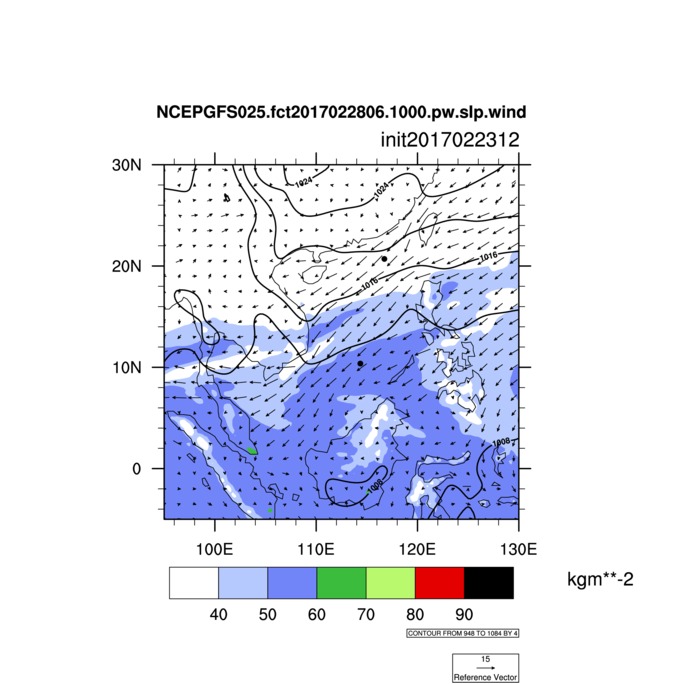 NCEPGFS025.fct2017022806.1000.pw.slp.wind
init2017022312
30N
1024
1024
20N
1016
1016
10N
1008
0
1008
100E 110E 120E 130E
kgm**-2
40 50 60 70 80 90
CONTOUR FROM 948 TO 1084 BY 4
15
Reference Vector